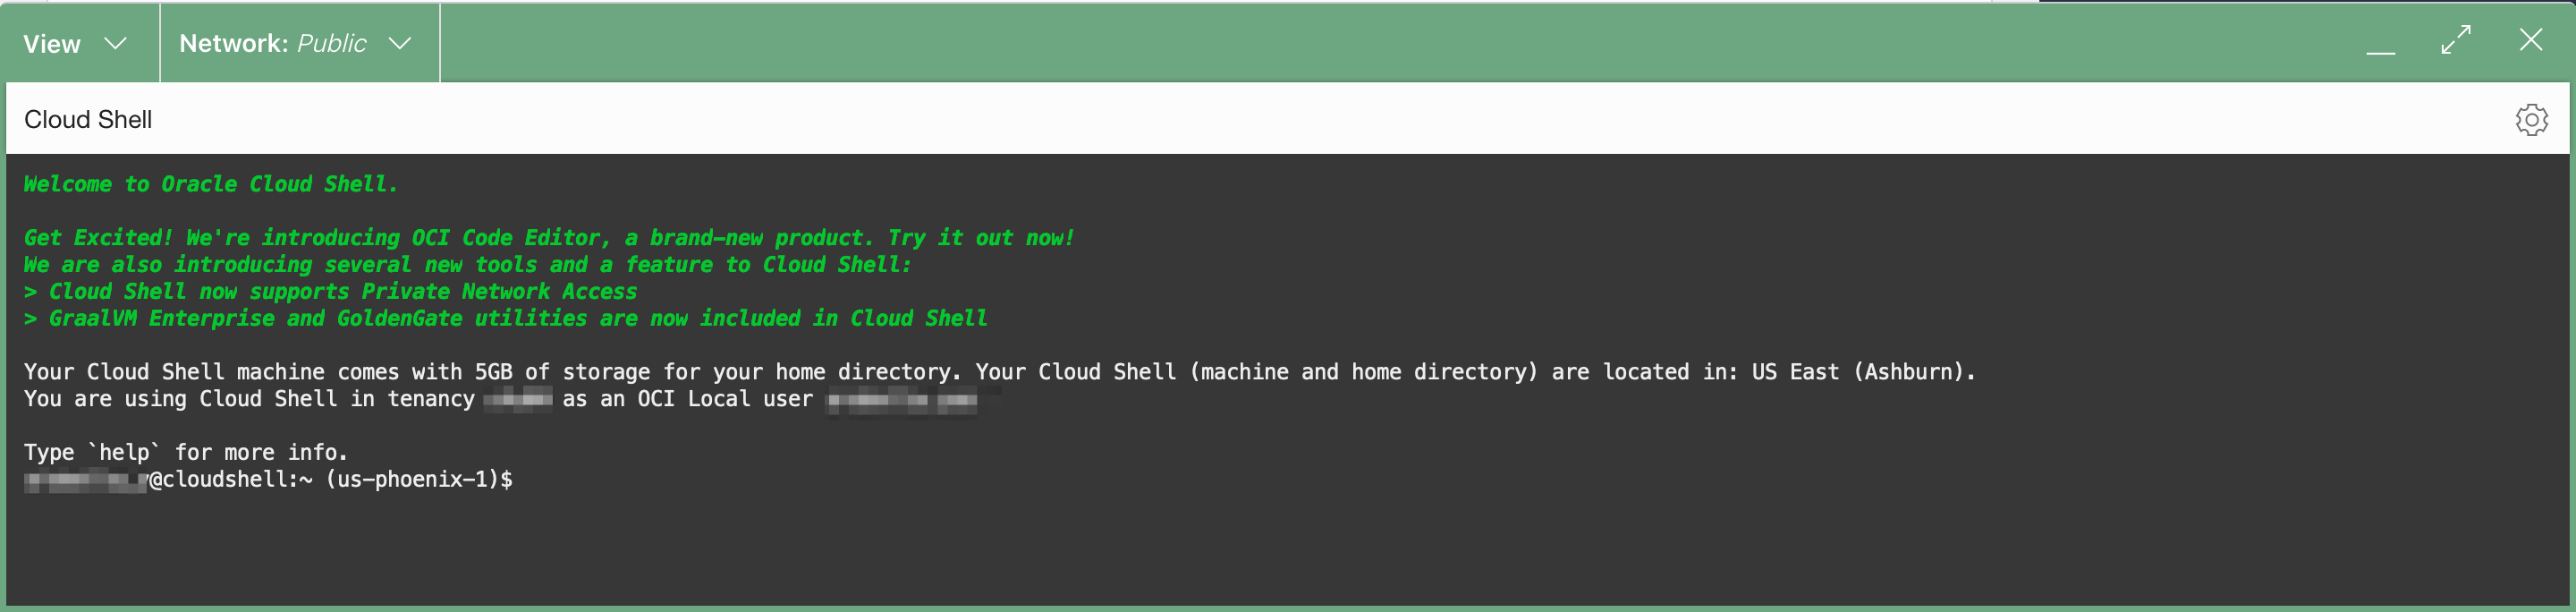 View
Network: Public
Cloud Shell
Welcome to Oracle Cloud Shell.
Get Excited! We're introducing OCI Code Editor, a brand-new product. Try it out now!
We are also introducing several new tools and a feature to Cloud Shell:
> Cloud Shell now supports Private Network Access
> GraalVM Enterprise and GoldenGate utilities are now included in Cloud Shell
Your Cloud Shell machine comes with 5GB of storage for your home directory. Your Cloud Shell (machine and home directory) are located in: US East (Ashburn).
You are using Cloud Shell in tenancy as an OCI Local user
Type `help` for more info.
@cloudshell:~ (us-phoenix-1)$